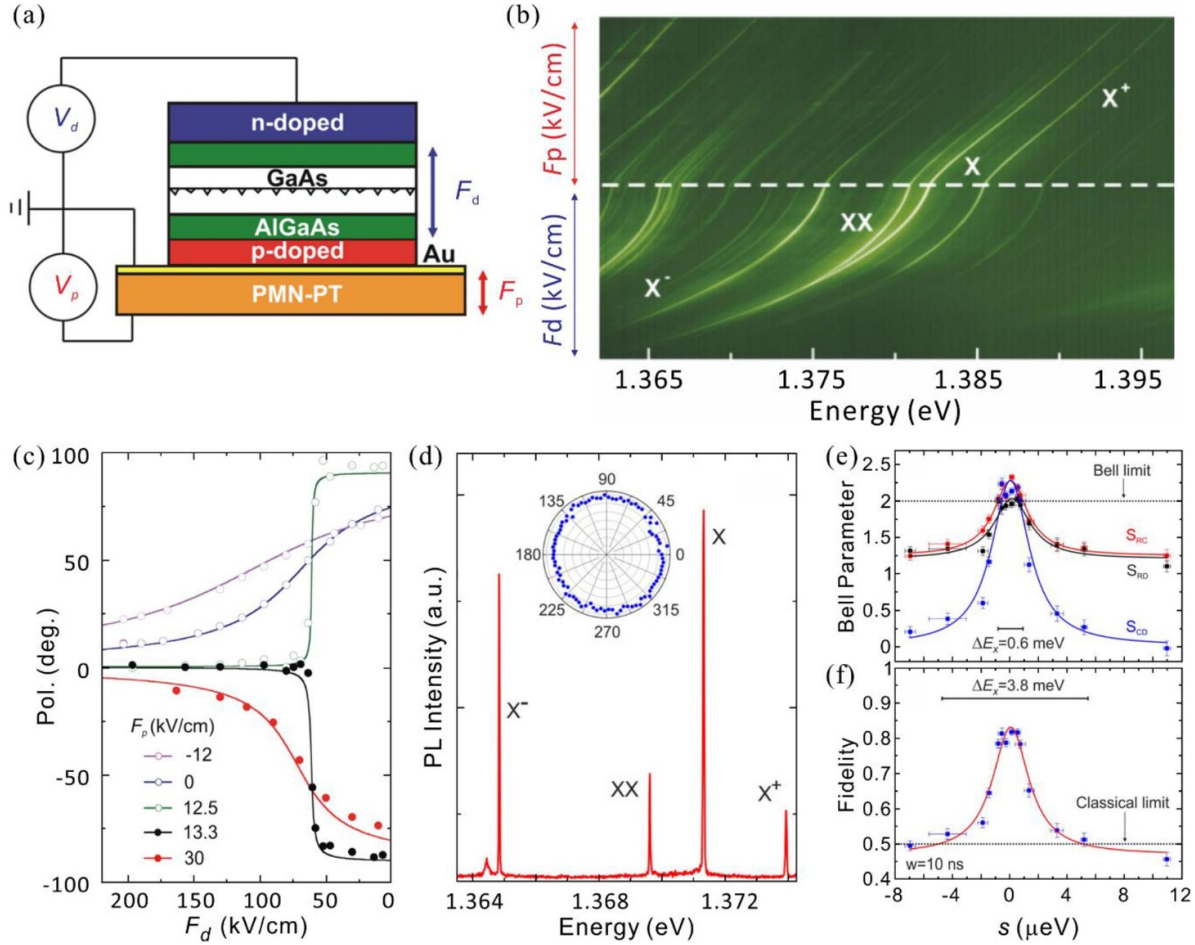 (a)
V_d
n-doped
GaAs
F_d
AlGaAs
p-doped
Au
V_p
PMN-PT
F_p
(b)
Fp (kV/cm)
Fd (kV/cm)
X⁺
X
XX
X⁻
1.365 1.375 1.385 1.395
Energy (eV)
(c)
Pol. (deg.)
100
50
0
-50
-100
F_p (kV/cm)
-12
0
12.5
13.3
30
200 150 100 50 0
F_d (kV/cm)
(d)
PL Intensity (a.u.)
90
135 45
180 0
225 315
270
X
X⁻
XX
X⁺
1.364 1.368 1.372
Energy (eV)
(e)
Bell Parameter
2.5
2
1.5
1
0.5
0
Bell limit
S_RC
S_RD
S_CD
ΔE_x=0.6 meV
(f)
Fidelity
1
0.9
0.8
0.7
0.6
0.5
0.4
ΔE_x=3.8 meV
Classical limit
w=10 ns
-8 -4 0 4 8 12
s (μeV)